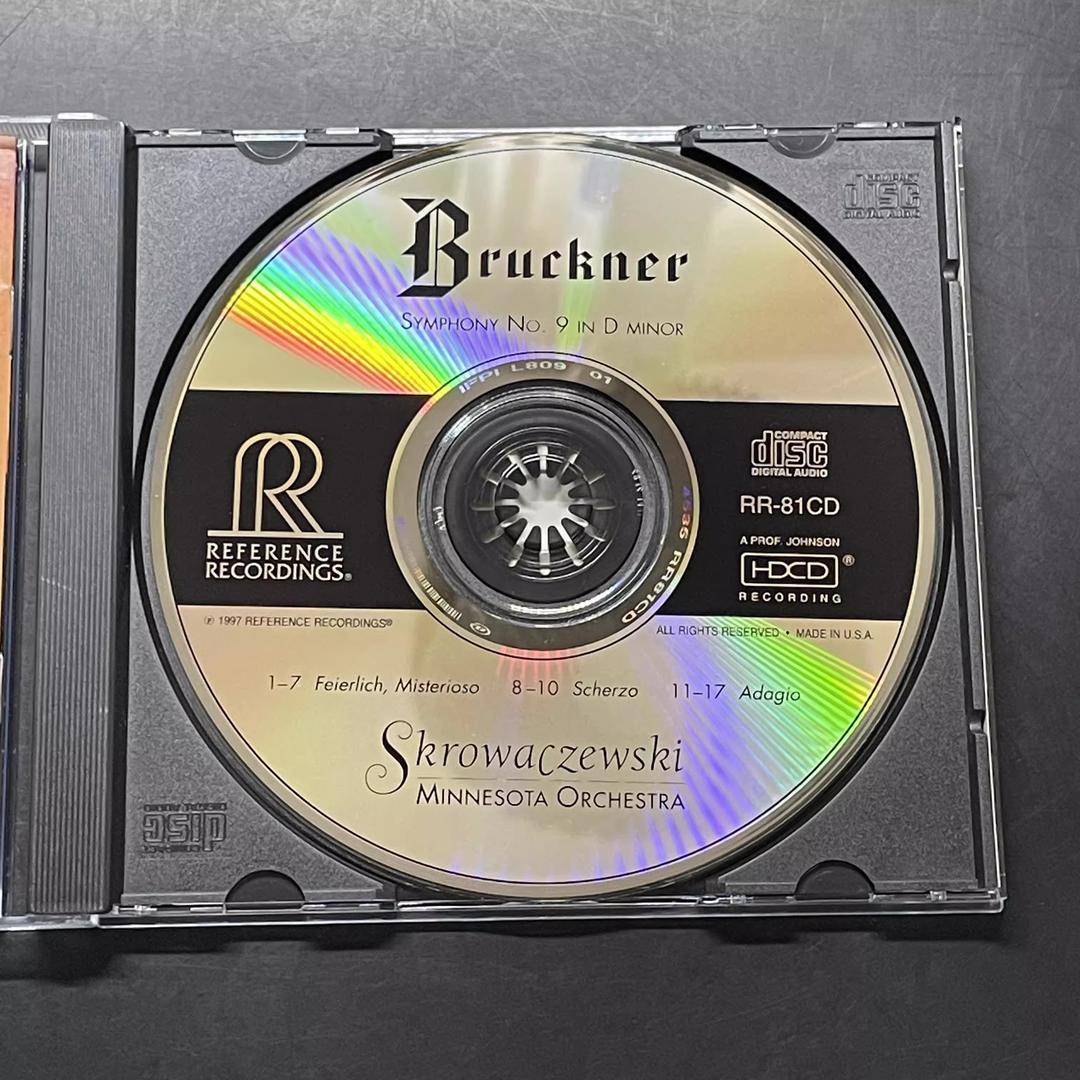 Bruckner
SYMPHONY NO. 9 IN D MINOR
IFPI L809 01
COMPACT
disc
DIGITAL AUDIO
COMPACT
disc
DIGITAL AUDIO
RR-81CD
A PROF. JOHNSON
HDCD®
RECORDING
R
REFERENCE
RECORDINGS®
RR81CD
℗ 1997 REFERENCE RECORDINGS®
ALL RIGHTS RESERVED • MADE IN U.S.A.
1–7 Feierlich, Misterioso 8–10 Scherzo 11–17 Adagio
Skrowaczewski
MINNESOTA ORCHESTRA
disc